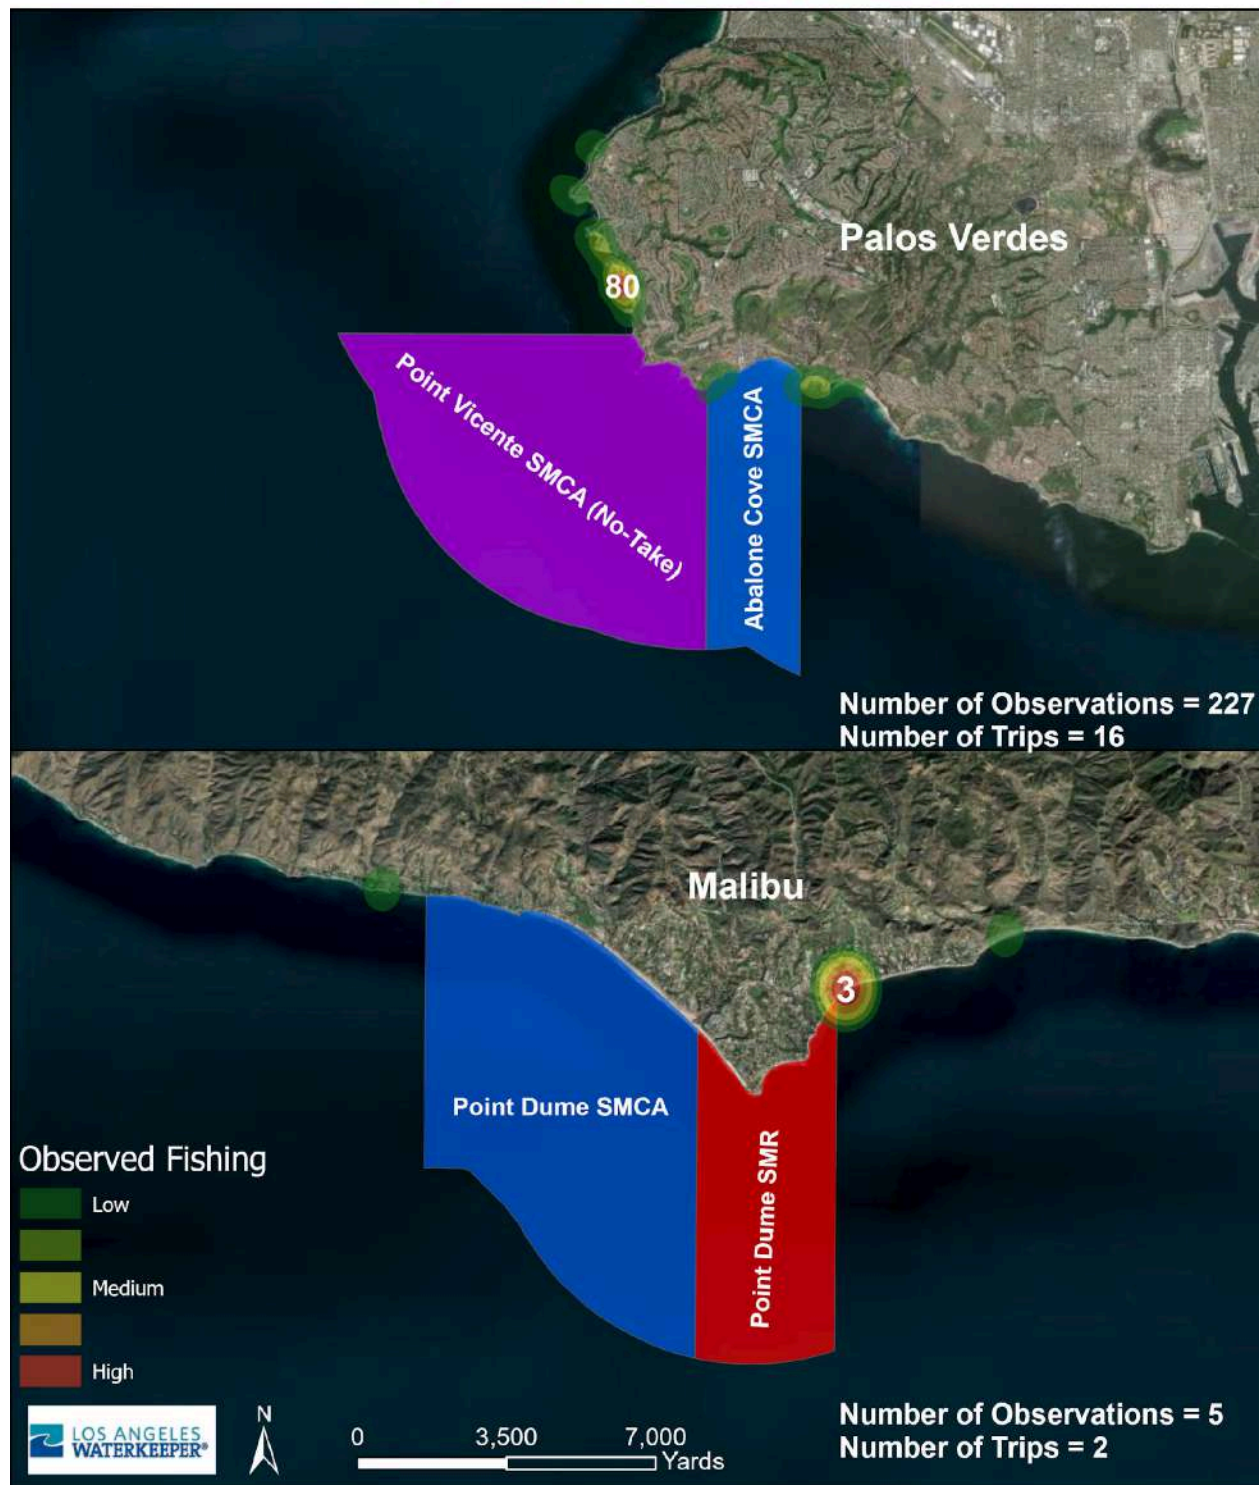 Palos Verdes
80
Point Vicente SMCA (No-Take)
Abalone Cove SMCA
Number of Observations = 227
Number of Trips = 16
Malibu
3
Point Dume SMCA
Point Dume SMR
Observed Fishing
Low
Medium
High
LOS ANGELES
WATERKEEPER®
N
0 3,500 7,000
Yards
Number of Observations = 5
Number of Trips = 2